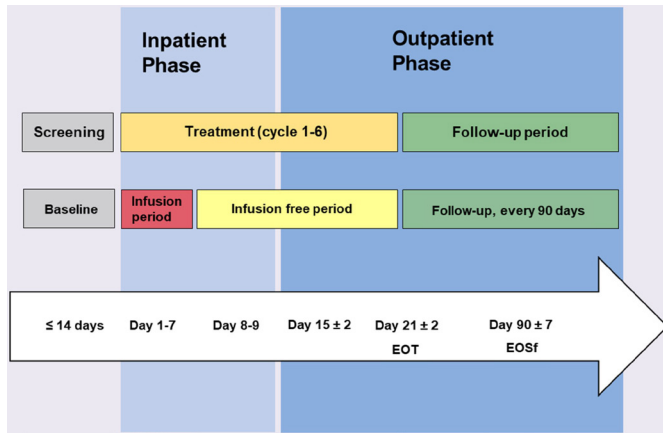 Inpatient
Phase
Outpatient
Phase
Screening
Treatment (cycle 1-6)
Follow-up period
Baseline
Infusion
period
Infusion free period
Follow-up, every 90 days
≤ 14 days
Day 1-7
Day 8-9
Day 15 ± 2
Day 21 ± 2
EOT
Day 90 ± 7
EOSf